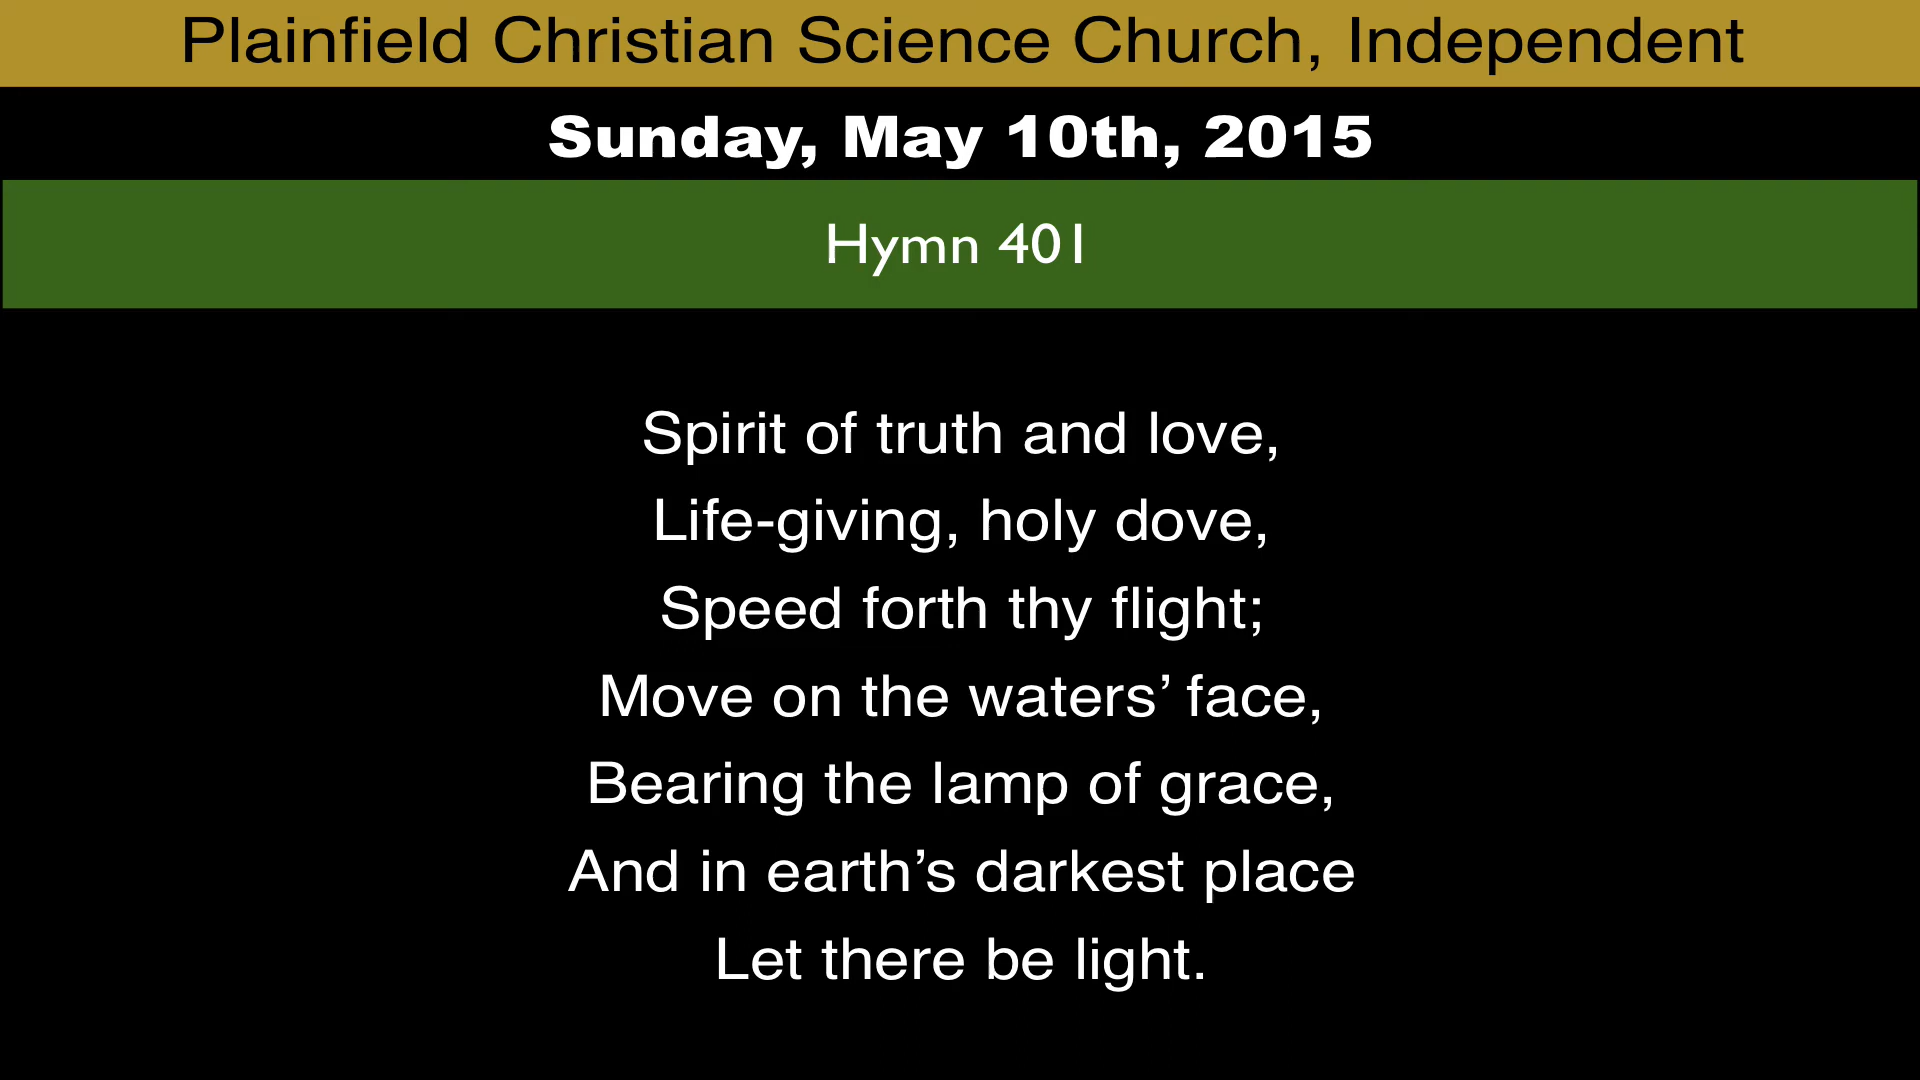 Plainfield Christian Science Church, Independent
Sunday, May 10th, 2015
Hymn 401
Spirit of truth and love,
Life-giving, holy dove,
Speed forth thy flight;
Move on the waters’ face,
Bearing the lamp of grace,
And in earth’s darkest place
Let there be light.